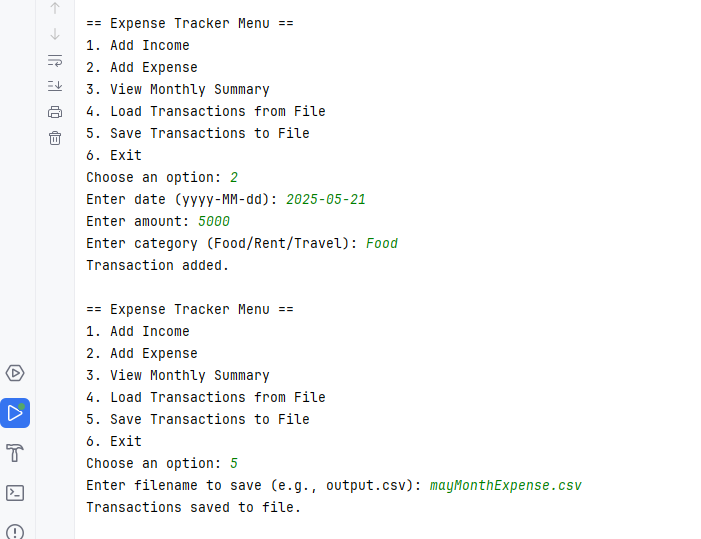 == Expense Tracker Menu ==
1. Add Income
2. Add Expense
3. View Monthly Summary
4. Load Transactions from File
5. Save Transactions to File
6. Exit
Choose an option: 2
Enter date (yyyy-MM-dd): 2025-05-21
Enter amount: 5000
Enter category (Food/Rent/Travel): Food
Transaction added.

== Expense Tracker Menu ==
1. Add Income
2. Add Expense
3. View Monthly Summary
4. Load Transactions from File
5. Save Transactions to File
6. Exit
Choose an option: 5
Enter filename to save (e.g., output.csv): mayMonthExpense.csv
Transactions saved to file.